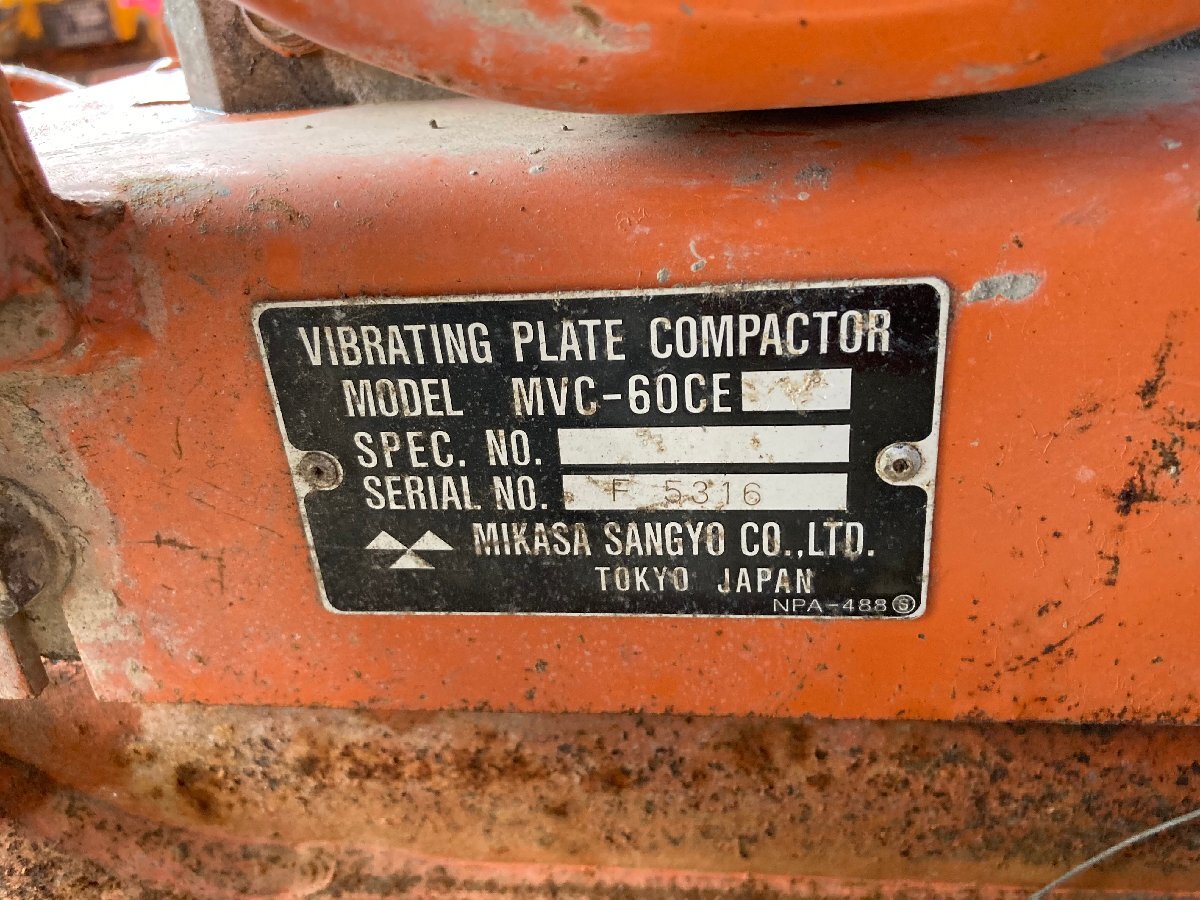 VIBRATING PLATE COMPACTOR
MODEL MVC-60CE
SPEC. NO.
SERIAL NO. F 5316
MIKASA SANGYO CO.,LTD.
TOKYO JAPAN
NPA-488 Ⓢ